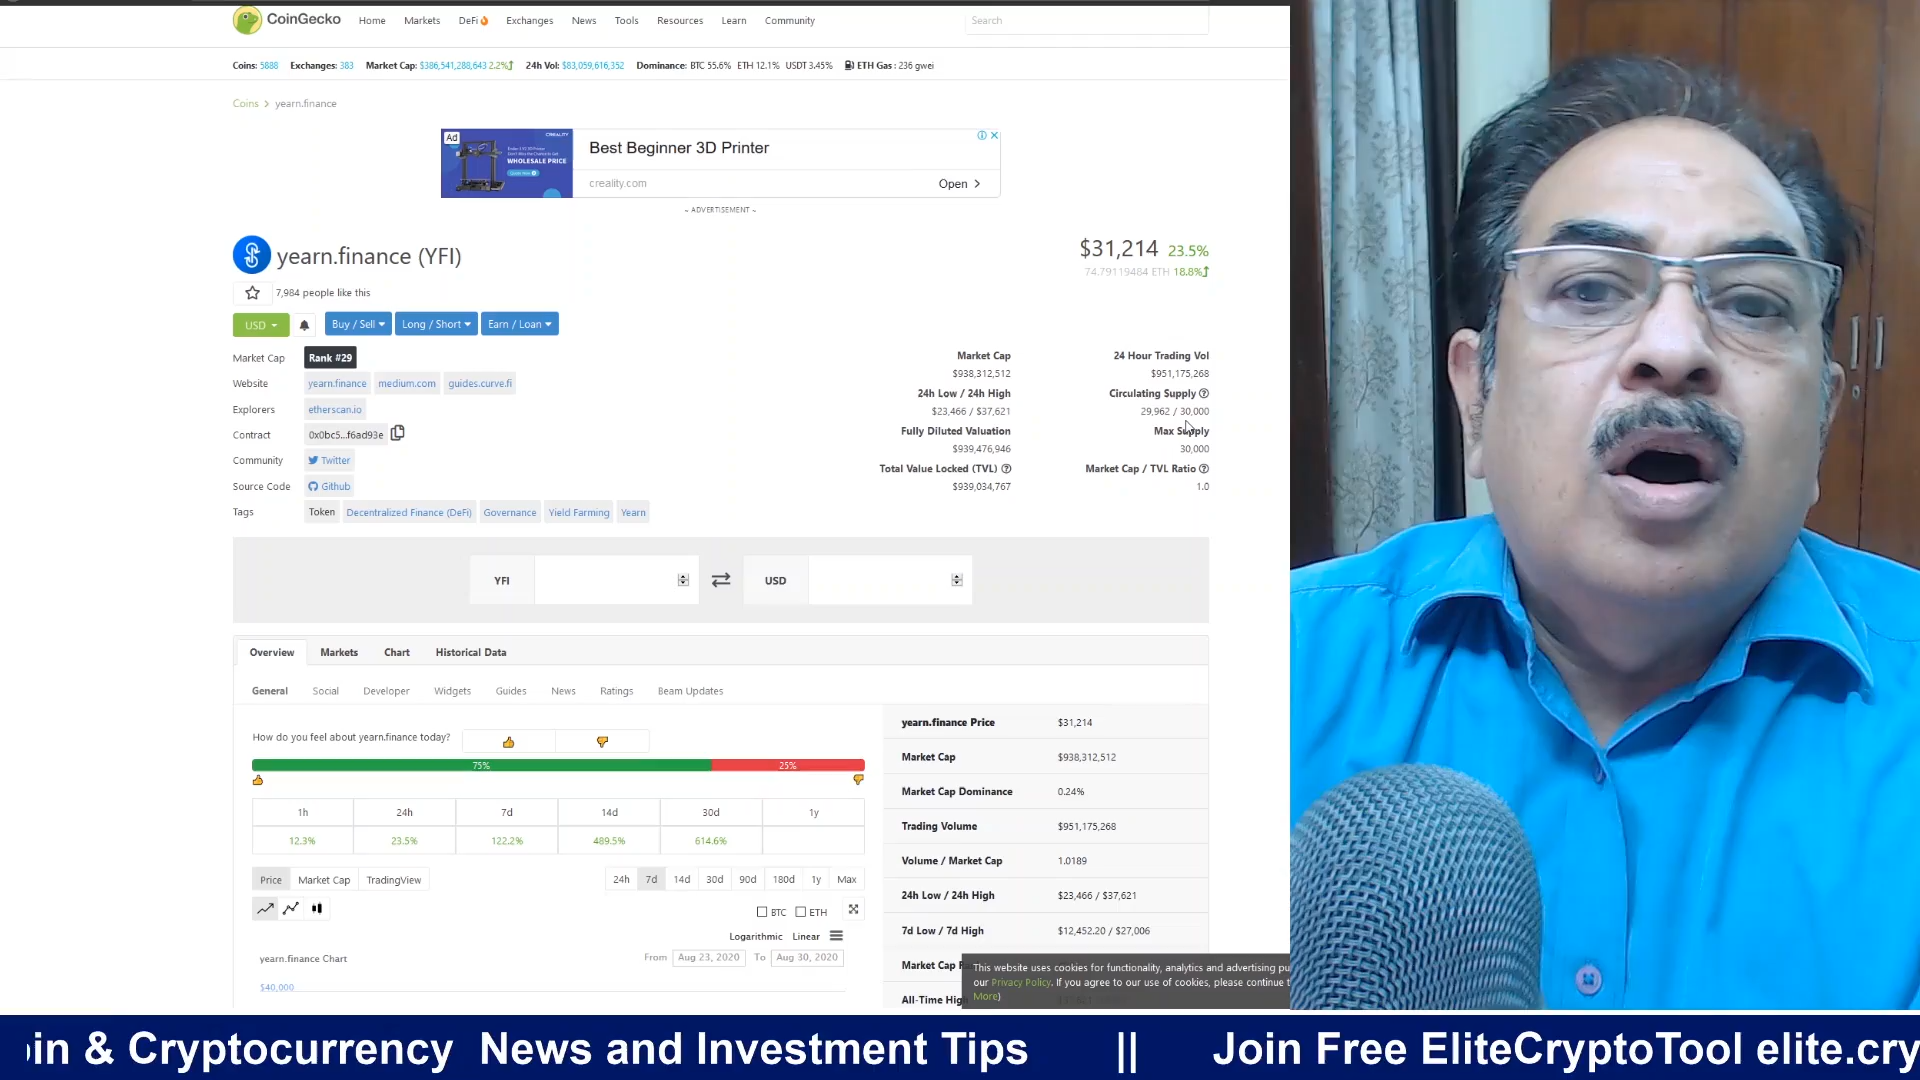 CoinGecko Home Markets DeFi Exchanges News Tools Resources Learn Community Search
Coins: 5888 Exchanges: 383 Market Cap: $386,541,288,643 2.2% 24h Vol: $83,059,616,352 Dominance: BTC 55.6% ETH 12.1% USDT 3.45% ETH Gas: 236 gwei
Coins > yearn.finance
Ad
CREALITY
WHOLESALE PRICE
Best Beginner 3D Printer
creality.com
Open >
~ ADVERTISEMENT ~
yearn.finance (YFI)
$31,214 23.5%
74.79119484 ETH 18.8%
7,984 people like this
USD Buy / Sell Long / Short Earn / Loan
Market Cap Rank #29
Website yearn.finance medium.com guides.curve.fi
Explorers etherscan.io
Contract 0x0bc5...f6ad93e
Community Twitter
Source Code Github
Tags Token Decentralized Finance (DeFi) Governance Yield Farming Yearn
Market Cap 24 Hour Trading Vol
$938,312,512 $951,175,268
24h Low / 24h High Circulating Supply
$23,466 / $37,621 29,962 / 30,000
Fully Diluted Valuation Max Supply
$939,476,946 30,000
Total Value Locked (TVL) Market Cap / TVL Ratio
$939,034,767 1.0
YFI USD
Overview Markets Chart Historical Data
General Social Developer Widgets Guides News Ratings Beam Updates
How do you feel about yearn.finance today?
75% 25%
1h 24h 7d 14d 30d 1y
12.3% 23.5% 122.2% 489.5% 614.6%
Price Market Cap TradingView 24h 7d 14d 30d 90d 180d 1y Max
BTC ETH
Logarithmic Linear
yearn.finance Chart From Aug 23, 2020 To Aug 30, 2020
$40,000
yearn.finance Price $31,214
Market Cap $938,312,512
Market Cap Dominance 0.24%
Trading Volume $951,175,268
Volume / Market Cap 1.0189
24h Low / 24h High $23,466 / $37,621
7d Low / 7d High $12,452.20 / $27,006
Market Cap
All-Time High
This website uses cookies for functionality, analytics and advertising pu
our Privacy Policy. If you agree to our use of cookies, please continue t
More)
in & Cryptocurrency News and Investment Tips || Join Free EliteCryptoTool elite.cry